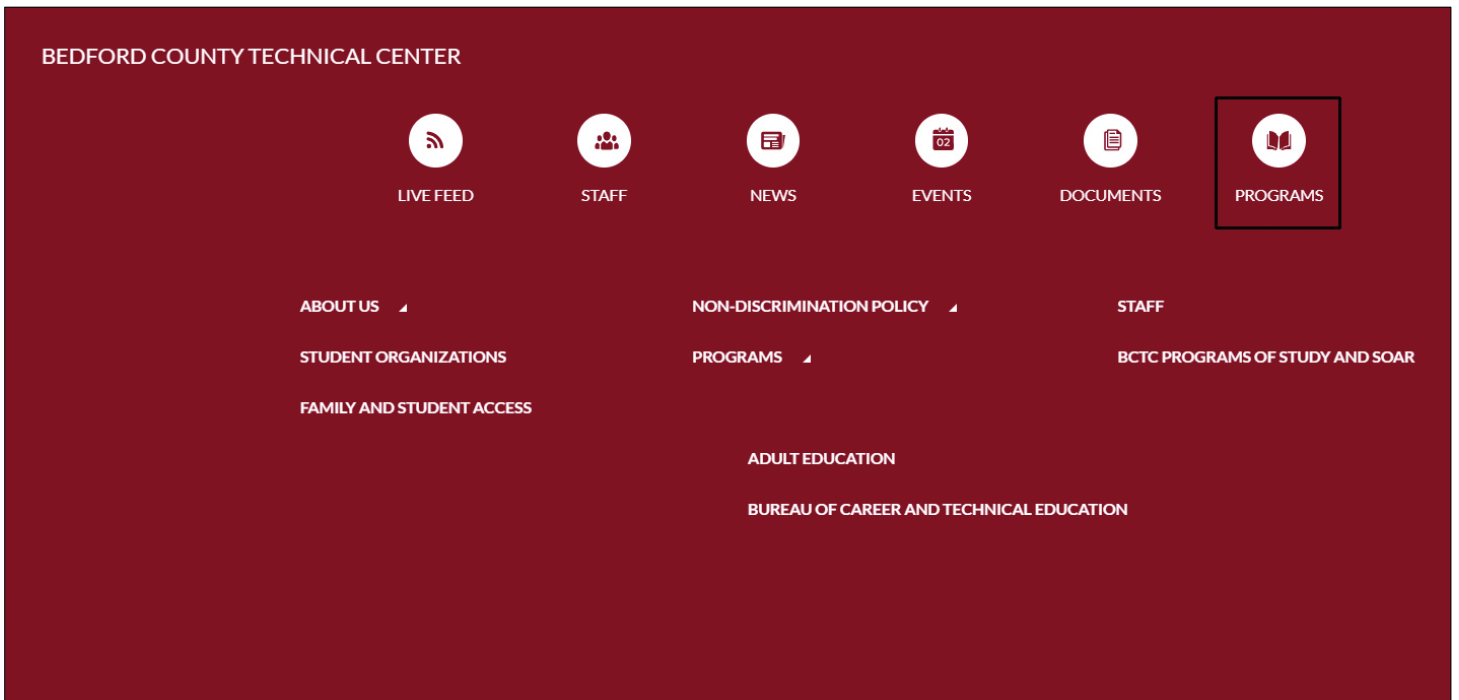 BEDFORD COUNTY TECHNICAL CENTER
02
LIVE FEED STAFF NEWS EVENTS DOCUMENTS PROGRAMS
ABOUT US NON-DISCRIMINATION POLICY STAFF
STUDENT ORGANIZATIONS PROGRAMS BCTC PROGRAMS OF STUDY AND SOAR
FAMILY AND STUDENT ACCESS
ADULT EDUCATION
BUREAU OF CAREER AND TECHNICAL EDUCATION